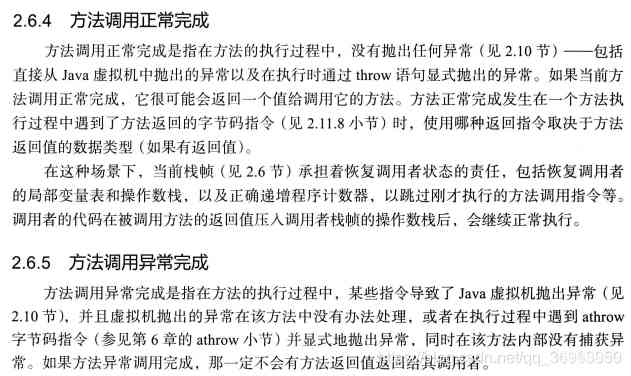 2.6.4 方法调用正常完成
方法调用正常完成是指在方法的执行过程中，没有抛出任何异常（见 2.10 节）——包括
直接从 Java 虚拟机中抛出的异常以及在执行时通过 throw 语句显式抛出的异常。如果当前方
法调用正常完成，它很可能会返回一个值给调用它的方法。方法正常完成发生在一个方法执
行过程中遇到了方法返回的字节码指令（见 2.11.8 小节）时，使用哪种返回指令取决于方法
返回值的数据类型（如果有返回值）。
在这种场景下，当前栈帧（见 2.6 节）承担着恢复调用者状态的责任，包括恢复调用者
的局部变量表和操作数栈，以及正确递增程序计数器，以跳过刚才执行的方法调用指令等。
调用者的代码在被调用方法的返回值压入调用者栈帧的操作数栈后，会继续正常执行。
2.6.5 方法调用异常完成
方法调用异常完成是指在方法的执行过程中，某些指令导致了 Java 虚拟机抛出异常（见
2.10 节），并且虚拟机抛出的异常在该方法中没有办法处理，或者在执行过程中遇到 athrow
字节码指令（参见第 6 章的 athrow 小节）并显式地抛出异常，同时在该方法内部没有捕获异
常。如果方法异常调用完成，那一定不会有方法返回值返回给其调用者。